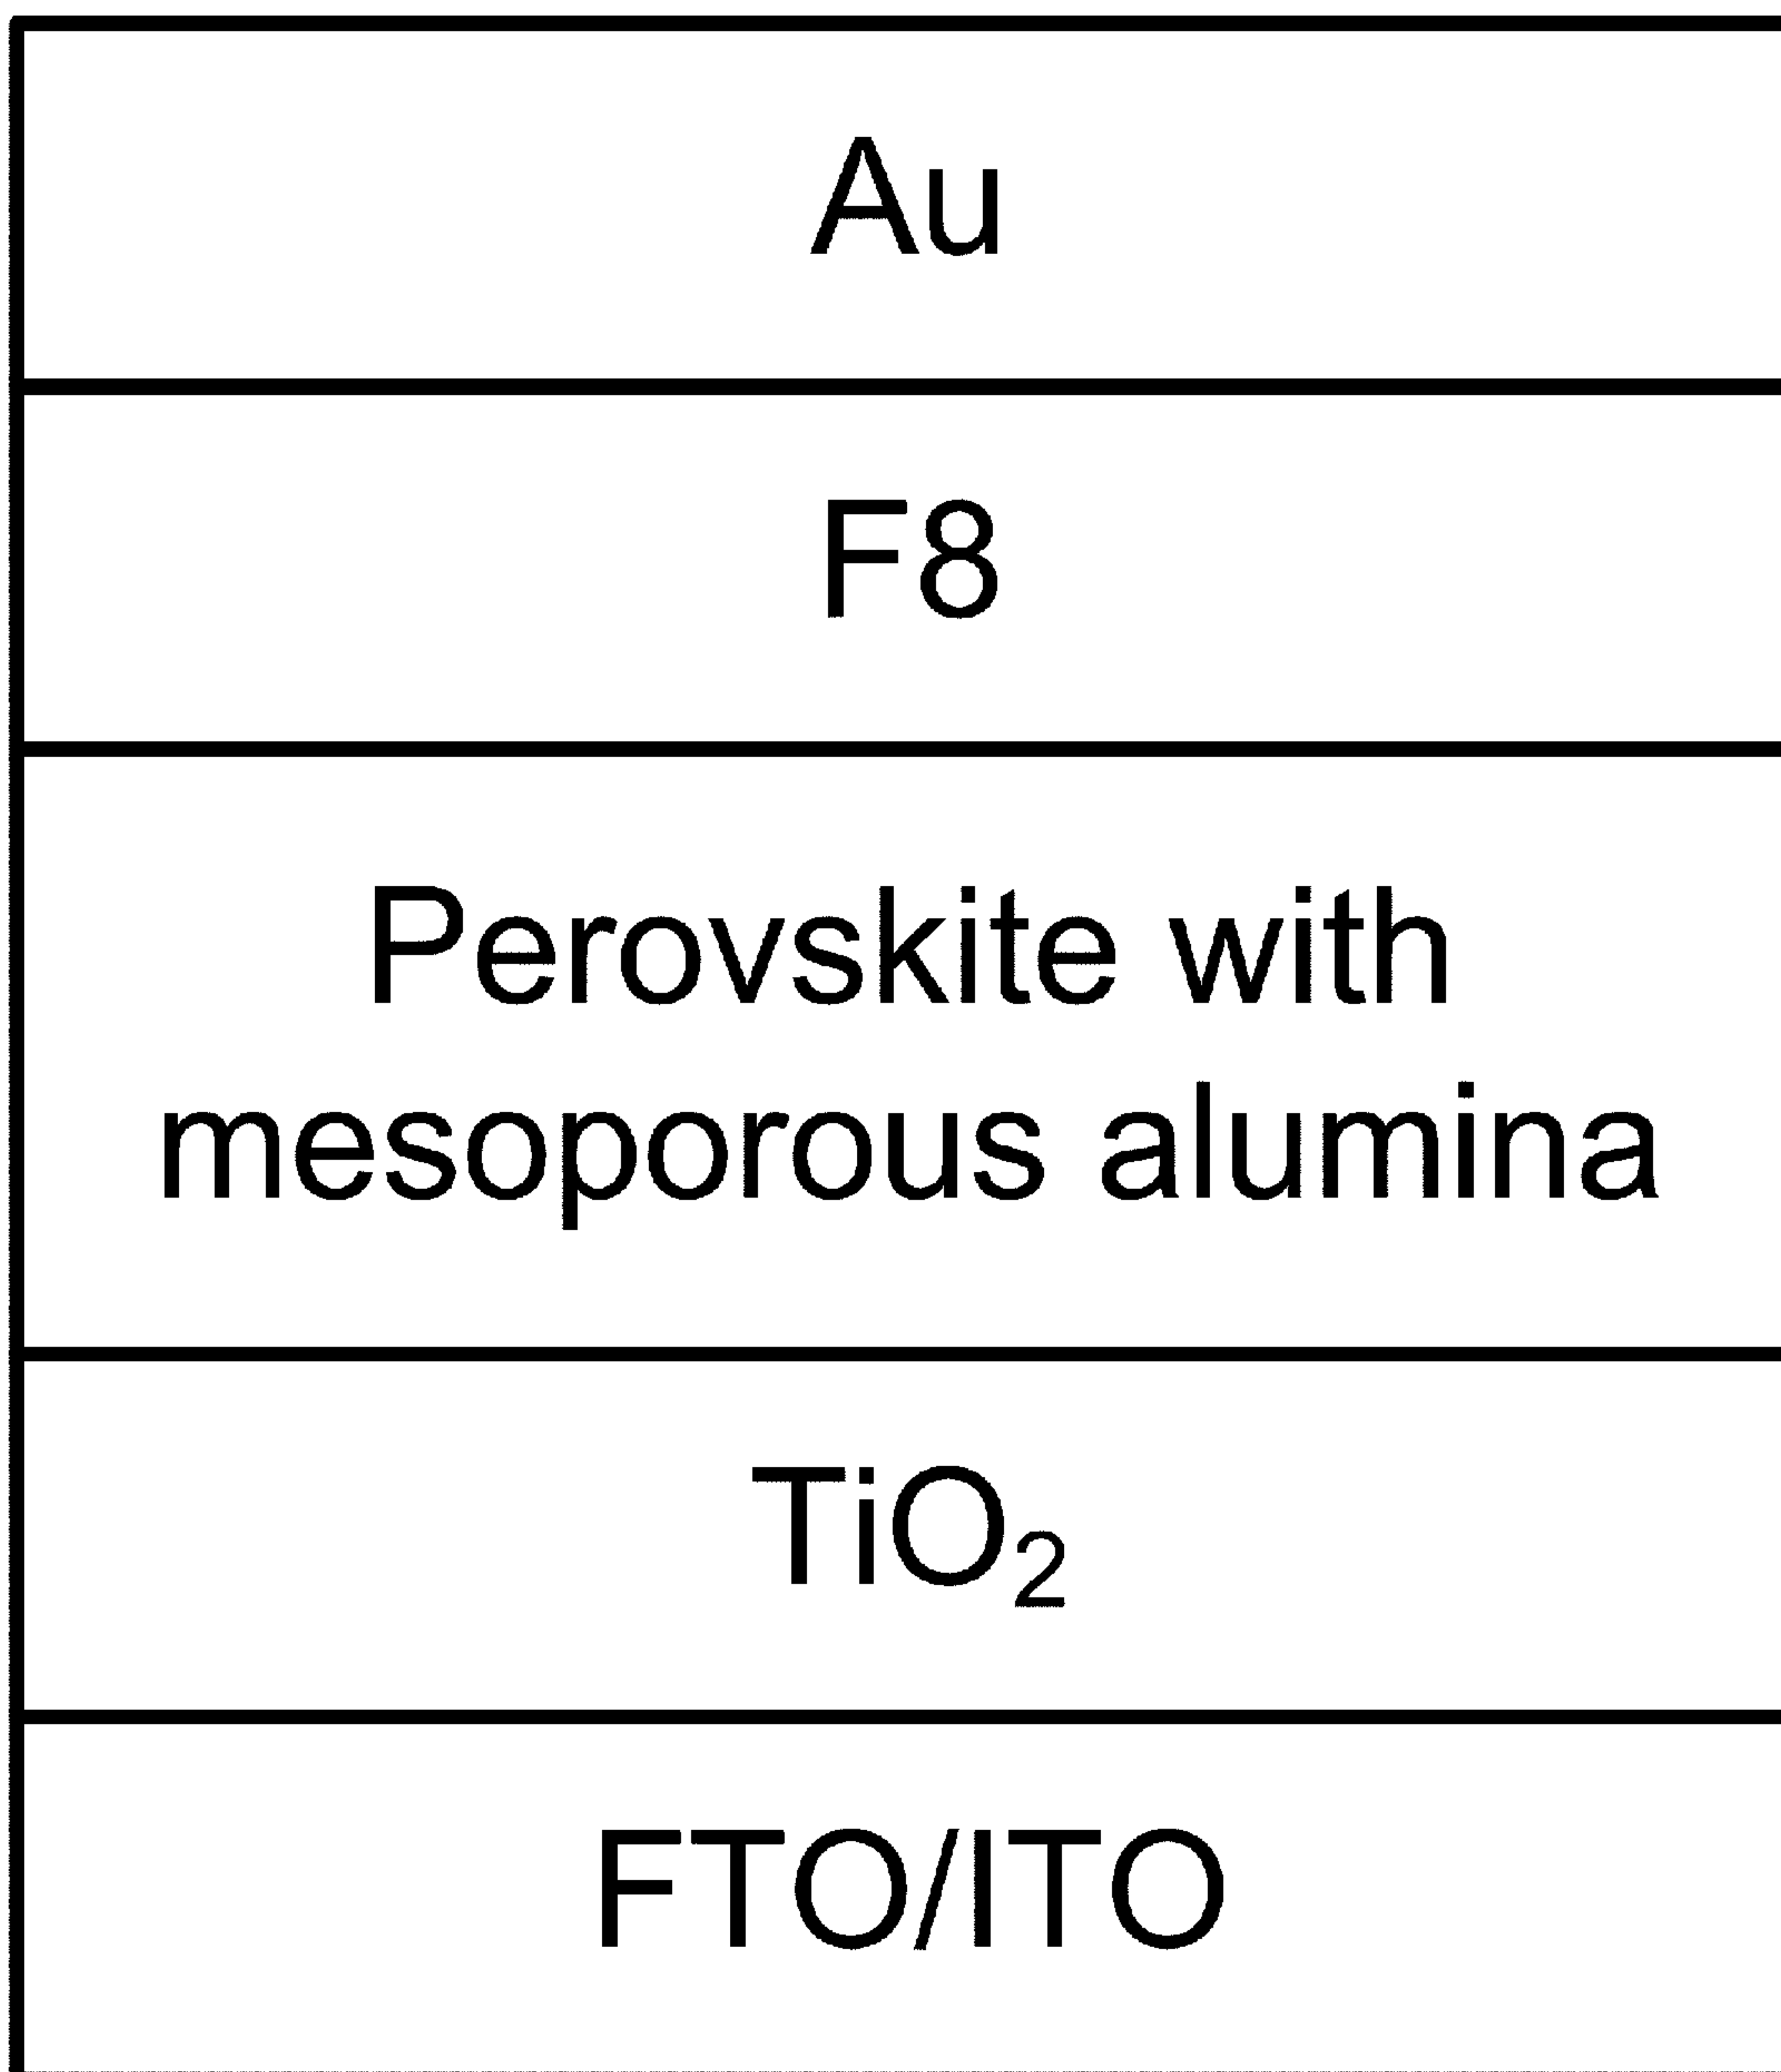 Au
F8
Perovskite with
mesoporous alumina
TiO₂
FTO/ITO